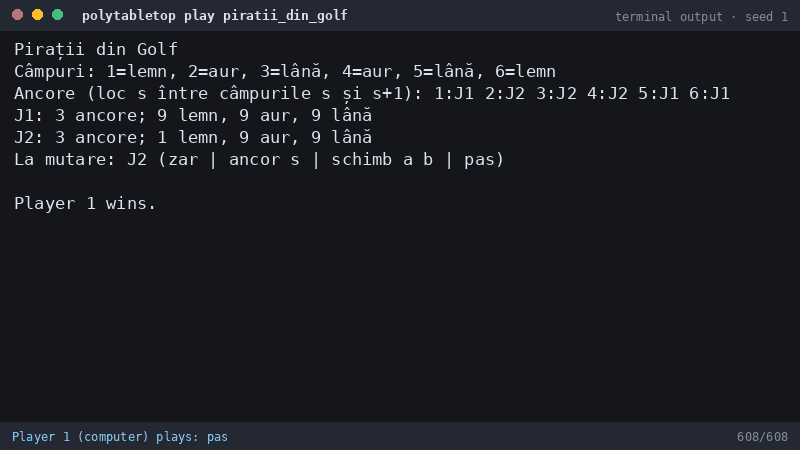 polytabletop play piratii_din_golf
terminal output · seed 1
Pirații din Golf
Câmpuri: 1=lemn, 2=aur, 3=lână, 4=aur, 5=lână, 6=lemn
Ancore (loc s între câmpurile s și s+1): 1:J1 2:J2 3:J2 4:J2 5:J1 6:J1
J1: 3 ancore; 9 lemn, 9 aur, 9 lână
J2: 3 ancore; 1 lemn, 9 aur, 9 lână
La mutare: J2 (zar | ancor s | schimb a b | pas)
Player 1 wins.
Player 1 (computer) plays: pas
608/608